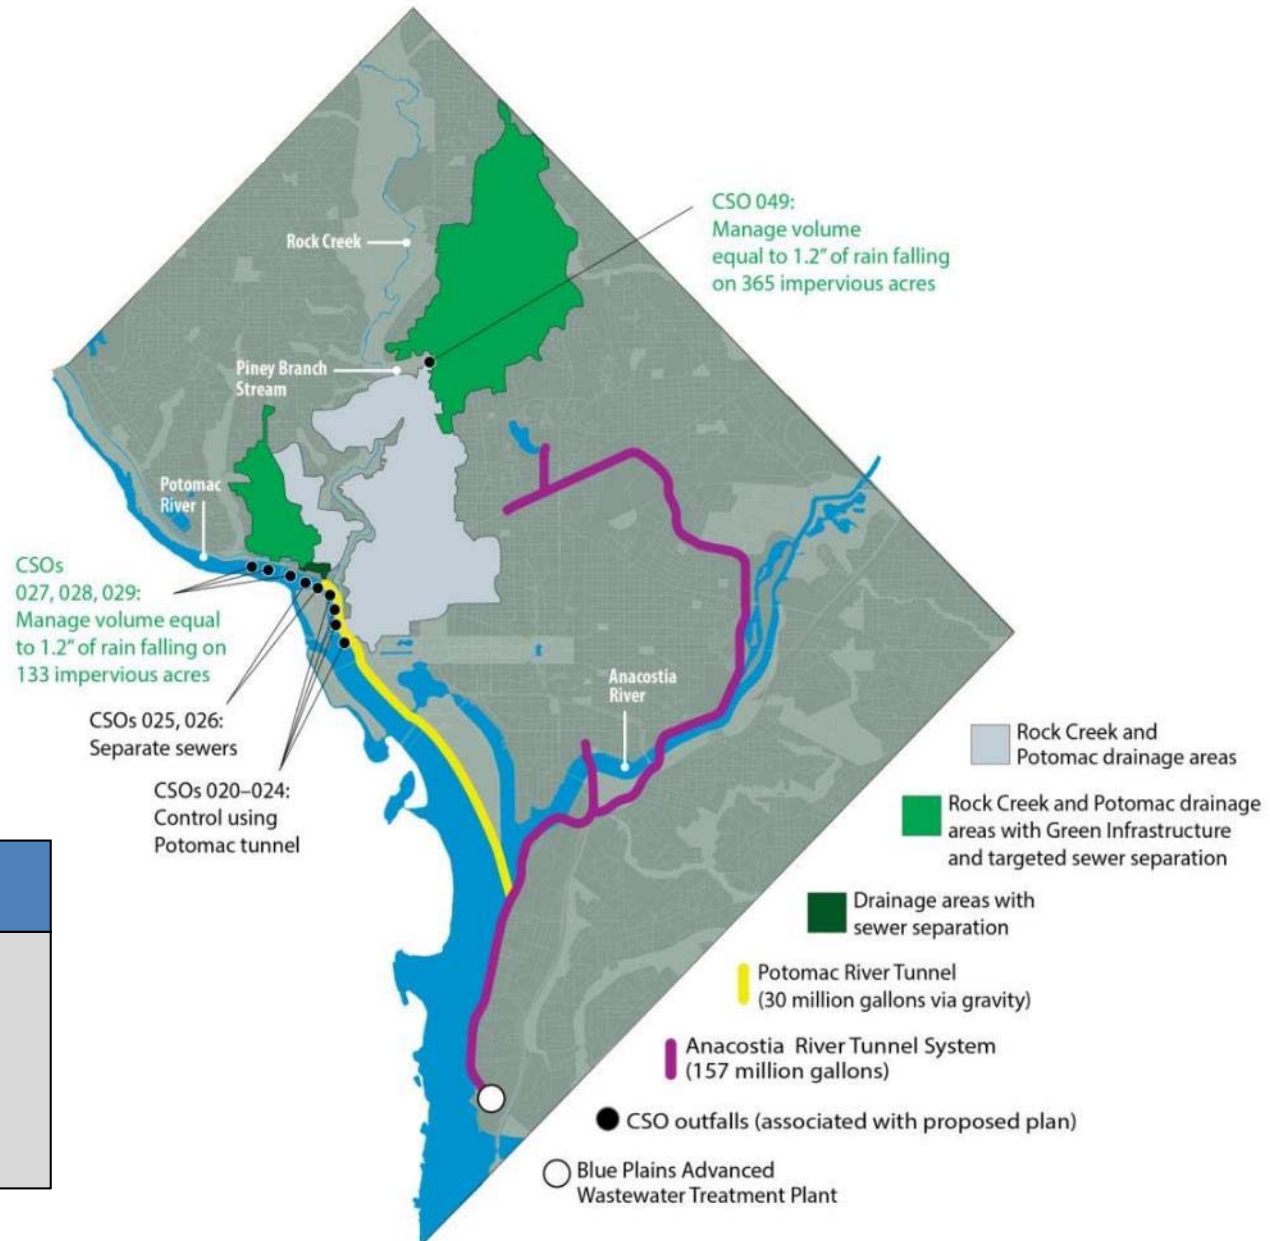 CSO 049:
Manage volume
equal to 1.2” of rain falling
on 365 impervious acres
Rock Creek
Piney Branch
Stream
Potomac
River
CSOs
027, 028, 029:
Manage volume equal
to 1.2” of rain falling on
133 impervious acres
CSOs 025, 026:
Separate sewers
CSOs 020–024:
Control using
Potomac tunnel
Anacostia
River
Rock Creek and
Potomac drainage areas
Rock Creek and Potomac drainage
areas with Green Infrastructure
and targeted sewer separation
Drainage areas with
sewer separation
Potomac River Tunnel
(30 million gallons via gravity)
Anacostia River Tunnel System
(157 million gallons)
CSO outfalls (associated with proposed plan)
Blue Plains Advanced
Wastewater Treatment Plant